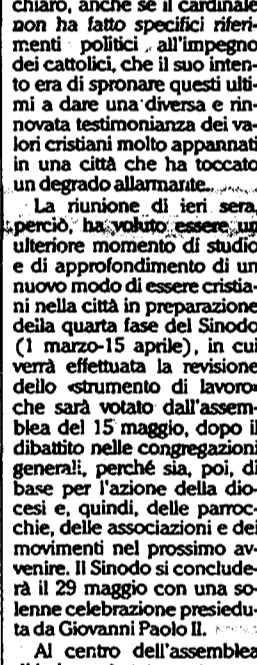 chiaro, anche se il cardinale
non ha fatto specifici riferi-
menti politici all'impegno
dei cattolici, che il suo inten-
to era di spronare questi ulti-
mi a dare una diversa e rin-
novata testimonianza dei va-
lori cristiani molto appannati
in una città che ha toccato
un degrado allarmante.
La riunione di ieri sera,
perciò, ha voluto essere un
ulteriore momento di studio
e di approfondimento di un
nuovo modo di essere cristia-
ni nella città in preparazione
della quarta fase del Sinodo
(1 marzo-15 aprile), in cui
verrà effettuata la revisione
dello «strumento di lavoro»
che sarà votato dall'assem-
blea del 15 maggio, dopo il
dibattito nelle congregazioni
generali, perché sia, poi, di
base per l'azione della dio-
cesi e, quindi, delle parroc-
chie, delle associazioni e dei
movimenti nel prossimo av-
venire. Il Sinodo si conclude-
rà il 29 maggio con una so-
lenne celebrazione presiedu-
ta da Giovanni Paolo II.
Al centro dell'assemblea